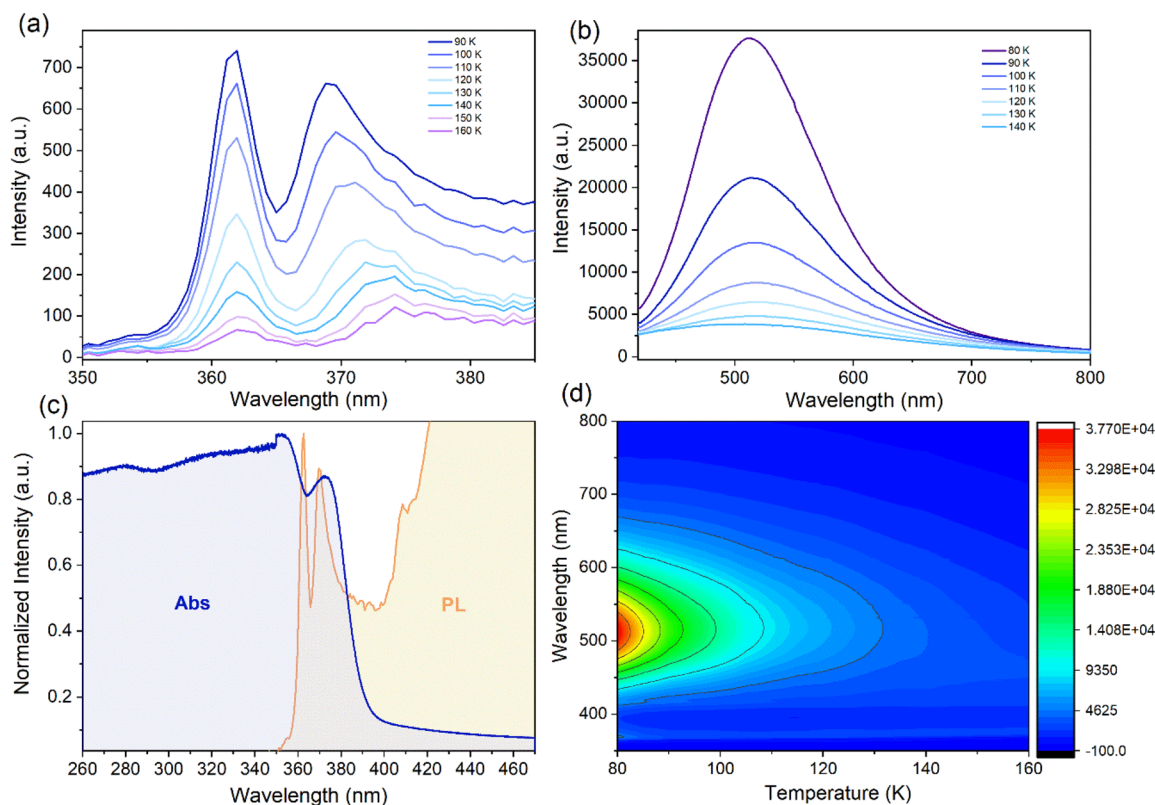 (a)
90 K
100 K
110 K
120 K
130 K
140 K
150 K
160 K
700
600
500
400
300
200
100
0
Intensity (a.u.)
350 360 370 380
Wavelength (nm)
(b)
80 K
90 K
100 K
110 K
120 K
130 K
140 K
35000
30000
25000
20000
15000
10000
5000
0
Intensity (a.u.)
500 600 700 800
Wavelength (nm)
(c)
1.0
0.8
0.6
0.4
0.2
Normalized Intensity (a.u.)
Abs
PL
260 280 300 320 340 360 380 400 420 440 460
Wavelength (nm)
(d)
800
700
600
500
400
Wavelength (nm)
80 100 120 140 160
Temperature (K)
3.770E+04
3.298E+04
2.825E+04
2.353E+04
1.880E+04
1.408E+04
9350
4625
-100.0